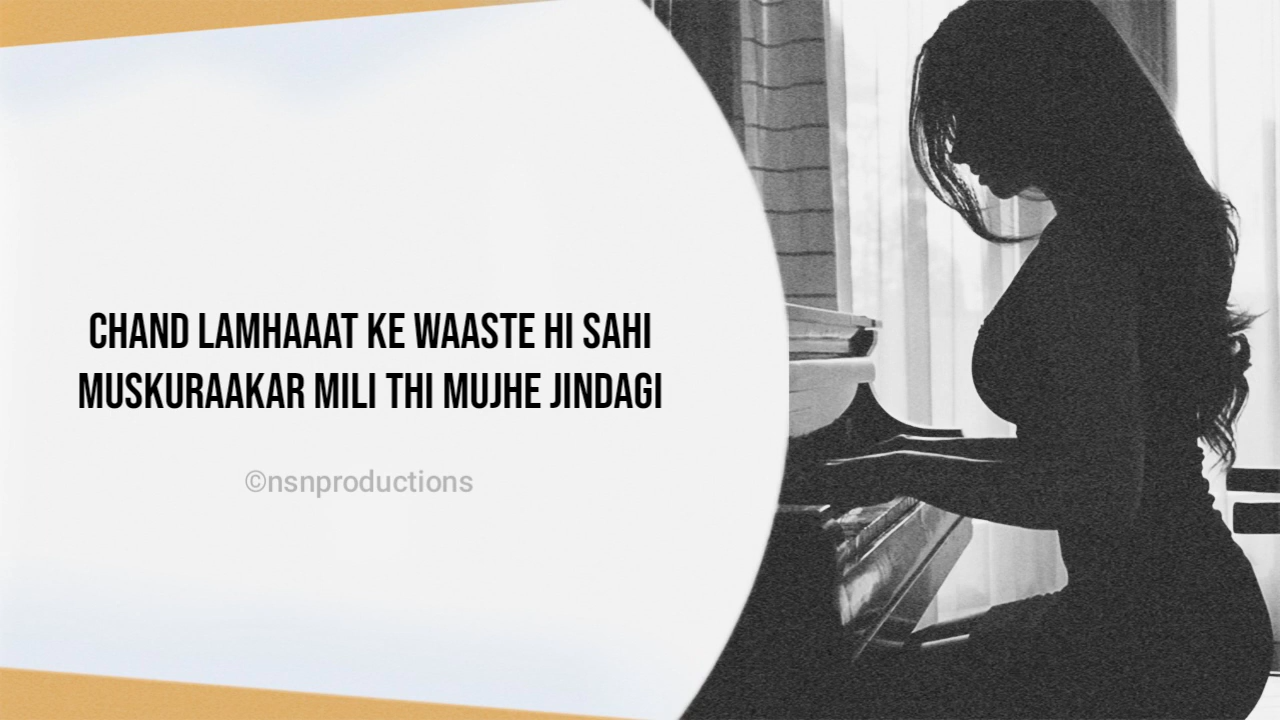 CHAND LAMHAAAT KE WAASTE HI SAHI
MUSKURAAKAR MILI THI MUJHE JINDAGI
©nsnproductions